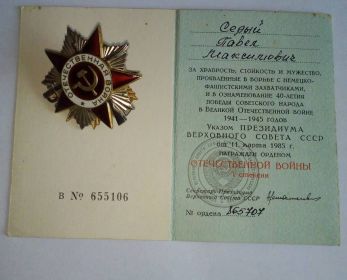 ОТЕЧЕСТВЕННАЯ ВОЙНА
В № 655106
Серый
Павел
Максимович
ЗА ХРАБРОСТЬ, СТОЙКОСТЬ И МУЖЕСТВО,
ПРОЯВЛЕННЫЕ В БОРЬБЕ С НЕМЕЦКО-
ФАШИСТСКИМИ ЗАХВАТЧИКАМИ,
И В ОЗНАМЕНОВАНИЕ 40-ЛЕТИЯ
ПОБЕДЫ СОВЕТСКОГО НАРОДА
В ВЕЛИКОЙ ОТЕЧЕСТВЕННОЙ ВОЙНЕ
1941—1945 ГОДОВ
УКАЗОМ ПРЕЗИДИУМА
ВЕРХОВНОГО СОВЕТА СССР
от 11 марта 1985 г.
НАГРАЖДЕН ОРДЕНОМ
ОТЕЧЕСТВЕННОЙ ВОЙНЫ
I степени
Секретарь Президиума
Верховного Совета СССР
№ ордена 865707